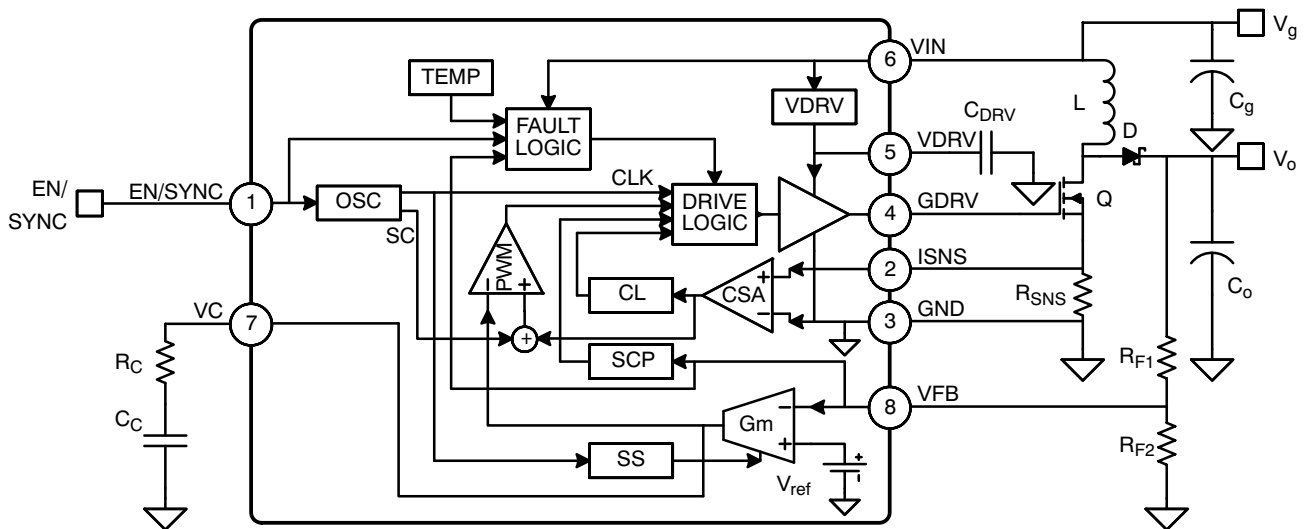 VIN
6
Vg
TEMP
FAULT
LOGIC
VDRV
CDRV
L
Cg
VDRV
5
D
Vo
EN/
SYNC
EN/SYNC
1
OSC
CLK
SC
DRIVE
LOGIC
GDRV
4
Q
PWM
−
+
CL
CSA
+
−
ISNS
2
RSNS
Co
VC
7
+
GND
3
SCP
RC
RF1
VFB
8
Gm
−
+
CC
SS
Vref
+
−
RF2